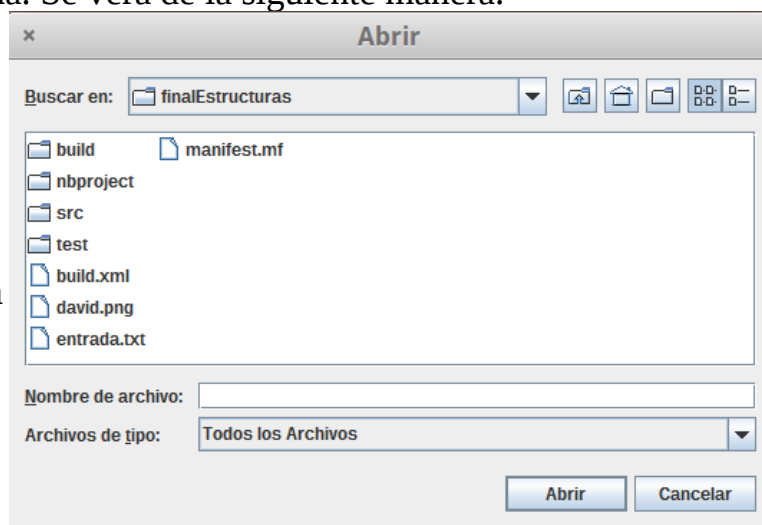 Se verá de la siguiente manera:
Abrir
Buscar en: finalEstructuras
build manifest.mf
nbproject
src
test
build.xml
david.png
entrada.txt
Nombre de archivo:
Archivos de tipo: Todos los Archivos
Abrir Cancelar